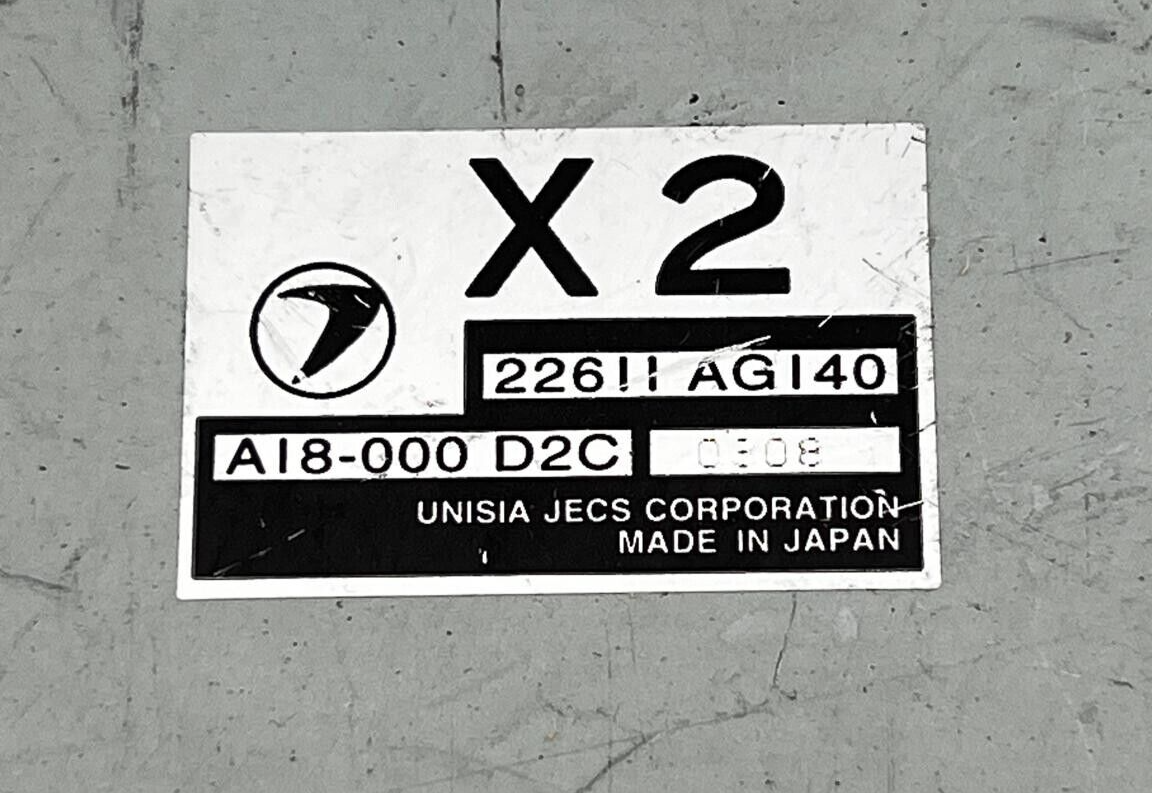 X2
22611 AG140
A18-000 D2C 0308
UNISIA JECS CORPORATION
MADE IN JAPAN